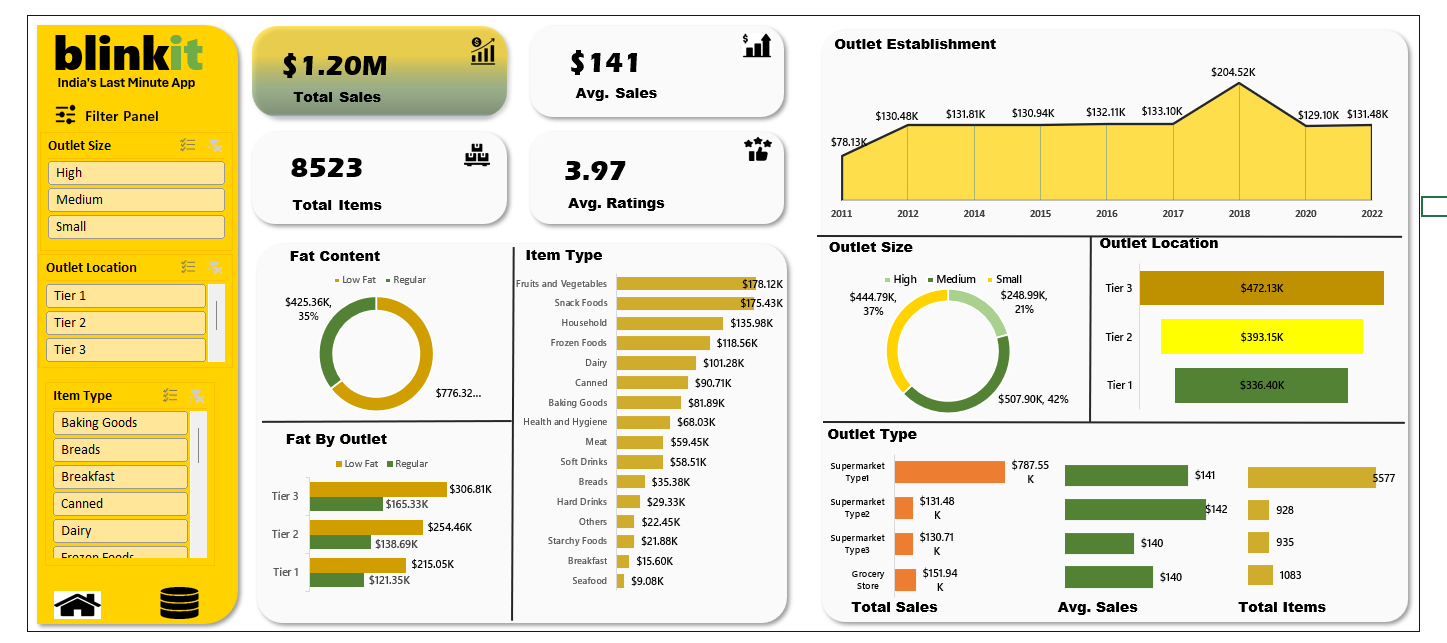 blinkit
India's Last Minute App
Filter Panel
Outlet Size
High
Medium
Small
Outlet Location
Tier 1
Tier 2
Tier 3
Item Type
Baking Goods
Breads
Breakfast
Canned
Dairy
Frozen Foods
$1.20M
Total Sales
$141
Avg. Sales
8523
Total Items
3.97
Avg. Ratings
Fat Content
Low Fat Regular
$425.36K,
35%
$776.32...
Fat By Outlet
Low Fat Regular
Tier 3 $306.81K
$165.33K
Tier 2 $254.46K
$138.69K
Tier 1 $215.05K
$121.35K
Item Type
Fruits and Vegetables $178.12K
Snack Foods $175.43K
Household $135.98K
Frozen Foods $118.56K
Dairy $101.28K
Canned $90.71K
Baking Goods $81.89K
Health and Hygiene $68.03K
Meat $59.45K
Soft Drinks $58.51K
Breads $35.38K
Hard Drinks $29.33K
Others $22.45K
Starchy Foods $21.88K
Breakfast $15.60K
Seafood $9.08K
Outlet Establishment
$78.13K $130.48K $131.81K $130.94K $132.11K $133.10K $204.52K $129.10K $131.48K
2011 2012 2014 2015 2016 2017 2018 2020 2022
Outlet Size
High Medium Small
$444.79K,
37%
$248.99K,
21%
$507.90K, 42%
Outlet Location
Tier 3 $472.13K
Tier 2 $393.15K
Tier 1 $336.40K
Outlet Type
Supermarket
Type1
$787.55
K
$141
5577
Supermarket
Type2
$131.48
K
$142
928
Supermarket
Type3
$130.71
K
$140
935
Grocery
Store
$151.94
K
$140
1083
Total Sales
Avg. Sales
Total Items